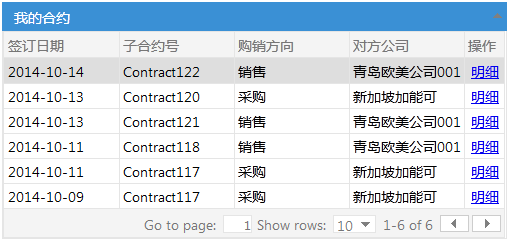 我的合约
签订日期 子合约号 购销方向 对方公司 操作
2014-10-14 Contract122 销售 青岛欧美公司001 明细
2014-10-13 Contract120 采购 新加坡加能可 明细
2014-10-13 Contract121 销售 青岛欧美公司001 明细
2014-10-11 Contract118 销售 青岛欧美公司001 明细
2014-10-11 Contract117 采购 新加坡加能可 明细
2014-10-09 Contract117 采购 新加坡加能可 明细
Go to page: 1 Show rows: 10 1-6 of 6